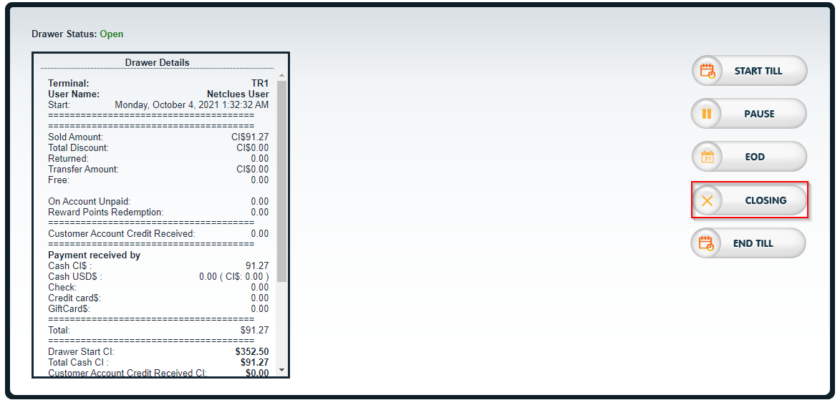 Drawer Status: Open
Drawer Details
Terminal: TR1
User Name: Netclues User
Start: Monday, October 4, 2021 1:32:32 AM
======================================
======================================
Sold Amount: CI$91.27
Total Discount: CI$0.00
Returned: 0.00
Transfer Amount: CI$0.00
Free: 0.00
On Account Unpaid: 0.00
Reward Points Redemption: 0.00
======================================
Customer Account Credit Received: 0.00
======================================
Payment received by
Cash CI$ : 91.27
Cash USD$ : 0.00 ( CI$: 0.00 )
Check: 0.00
Credit card$: 0.00
GiftCard$: 0.00
======================================
Total: $91.27
======================================
Drawer Start CI: $352.50
Total Cash CI : $91.27
Customer Account Credit Received CI: $0.00
START TILL
PAUSE
31 EOD
CLOSING
END TILL